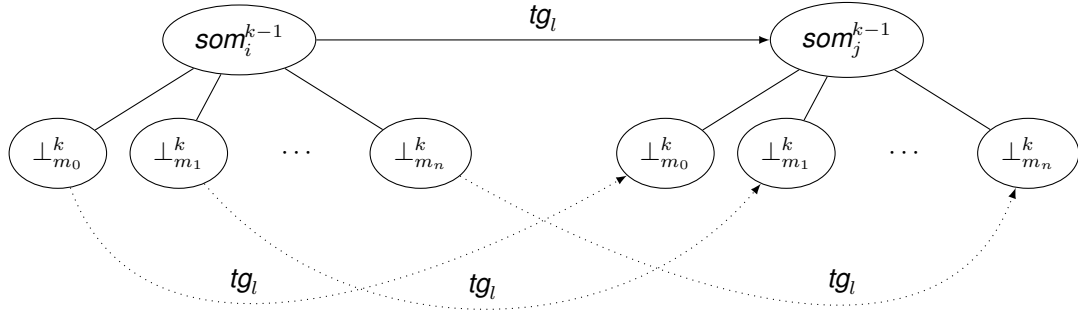 tg_l
som_i^{k−1} som_j^{k−1}
⊥_{m_0}^k ⊥_{m_1}^k ⋯ ⊥_{m_n}^k ⊥_{m_0}^k ⊥_{m_1}^k ⋯ ⊥_{m_n}^k
tg_l tg_l tg_l